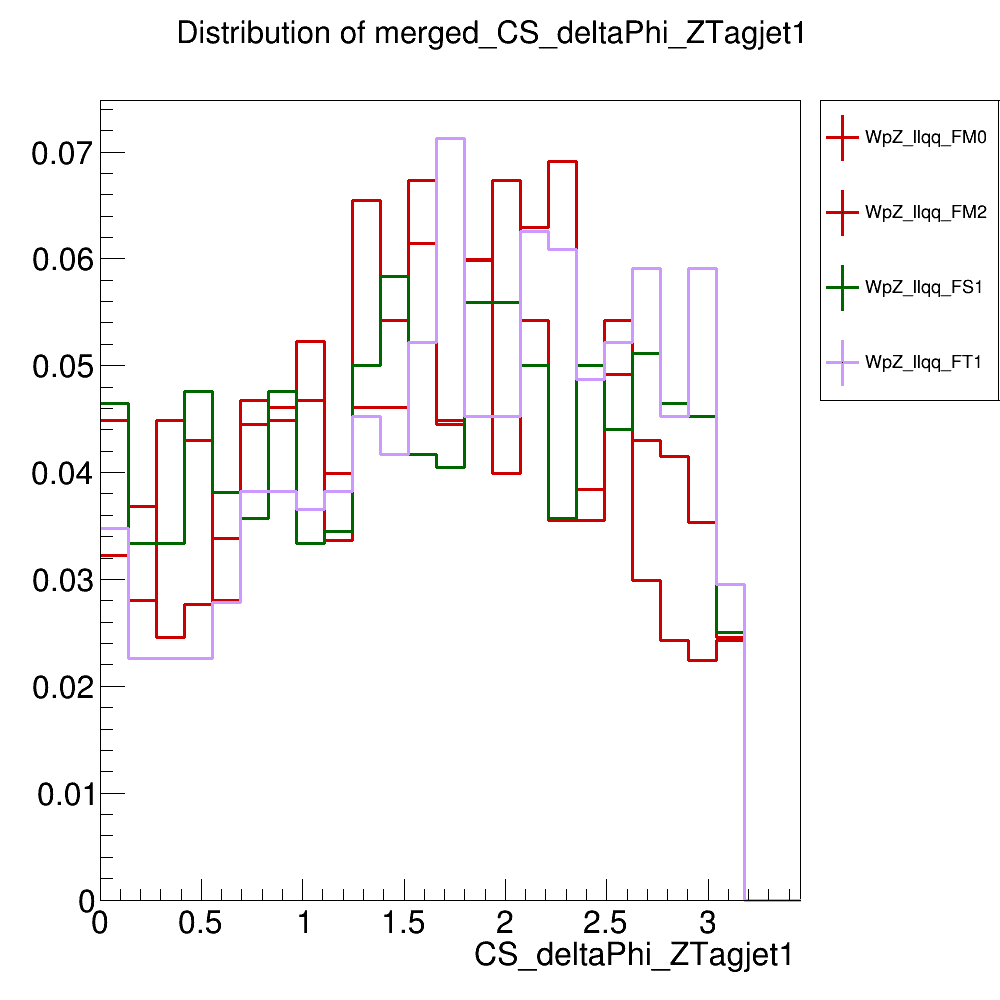 Distribution of merged_CS_deltaPhi_ZTagjet1
0.07
0.06
0.05
0.04
0.03
0.02
0.01
0
0 0.5 1 1.5 2 2.5 3
CS_deltaPhi_ZTagjet1
WpZ_llqq_FM0
WpZ_llqq_FM2
WpZ_llqq_FS1
WpZ_llqq_FT1